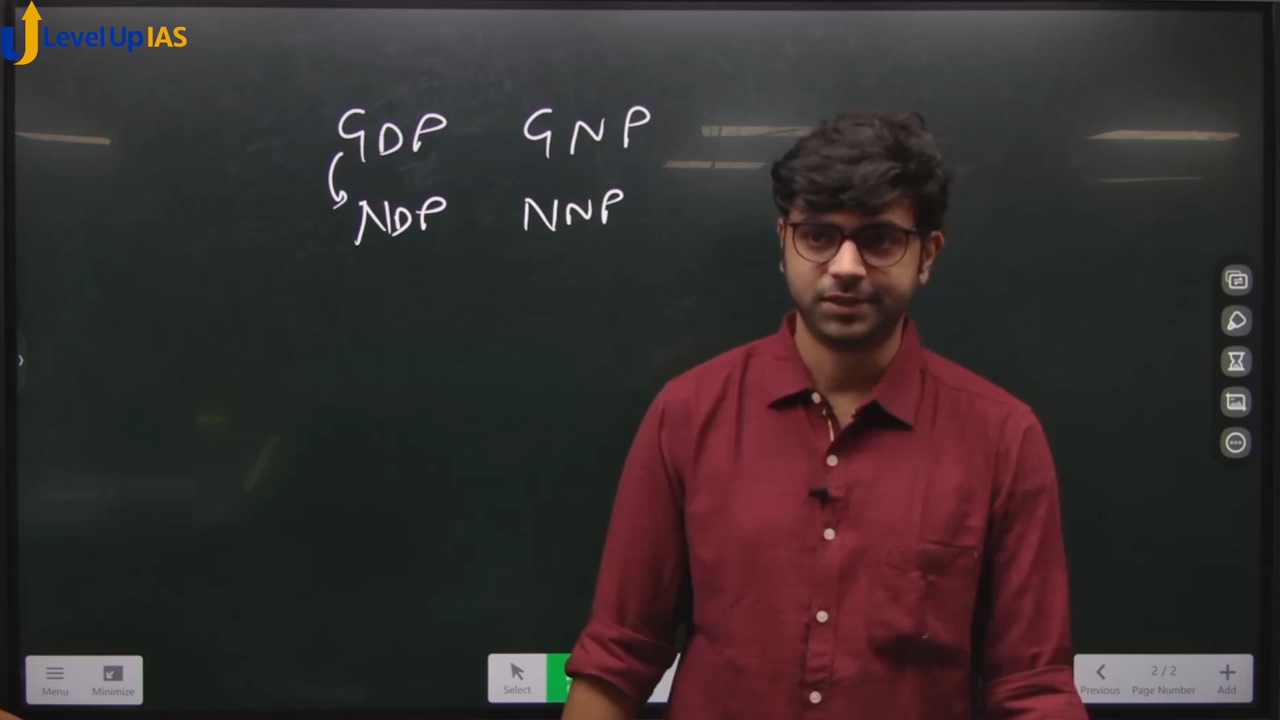 Level Up IAS
GDP GNP
NDP NNP
Menu
Minimize
Select
Previous
2 / 2
Page Number
Add